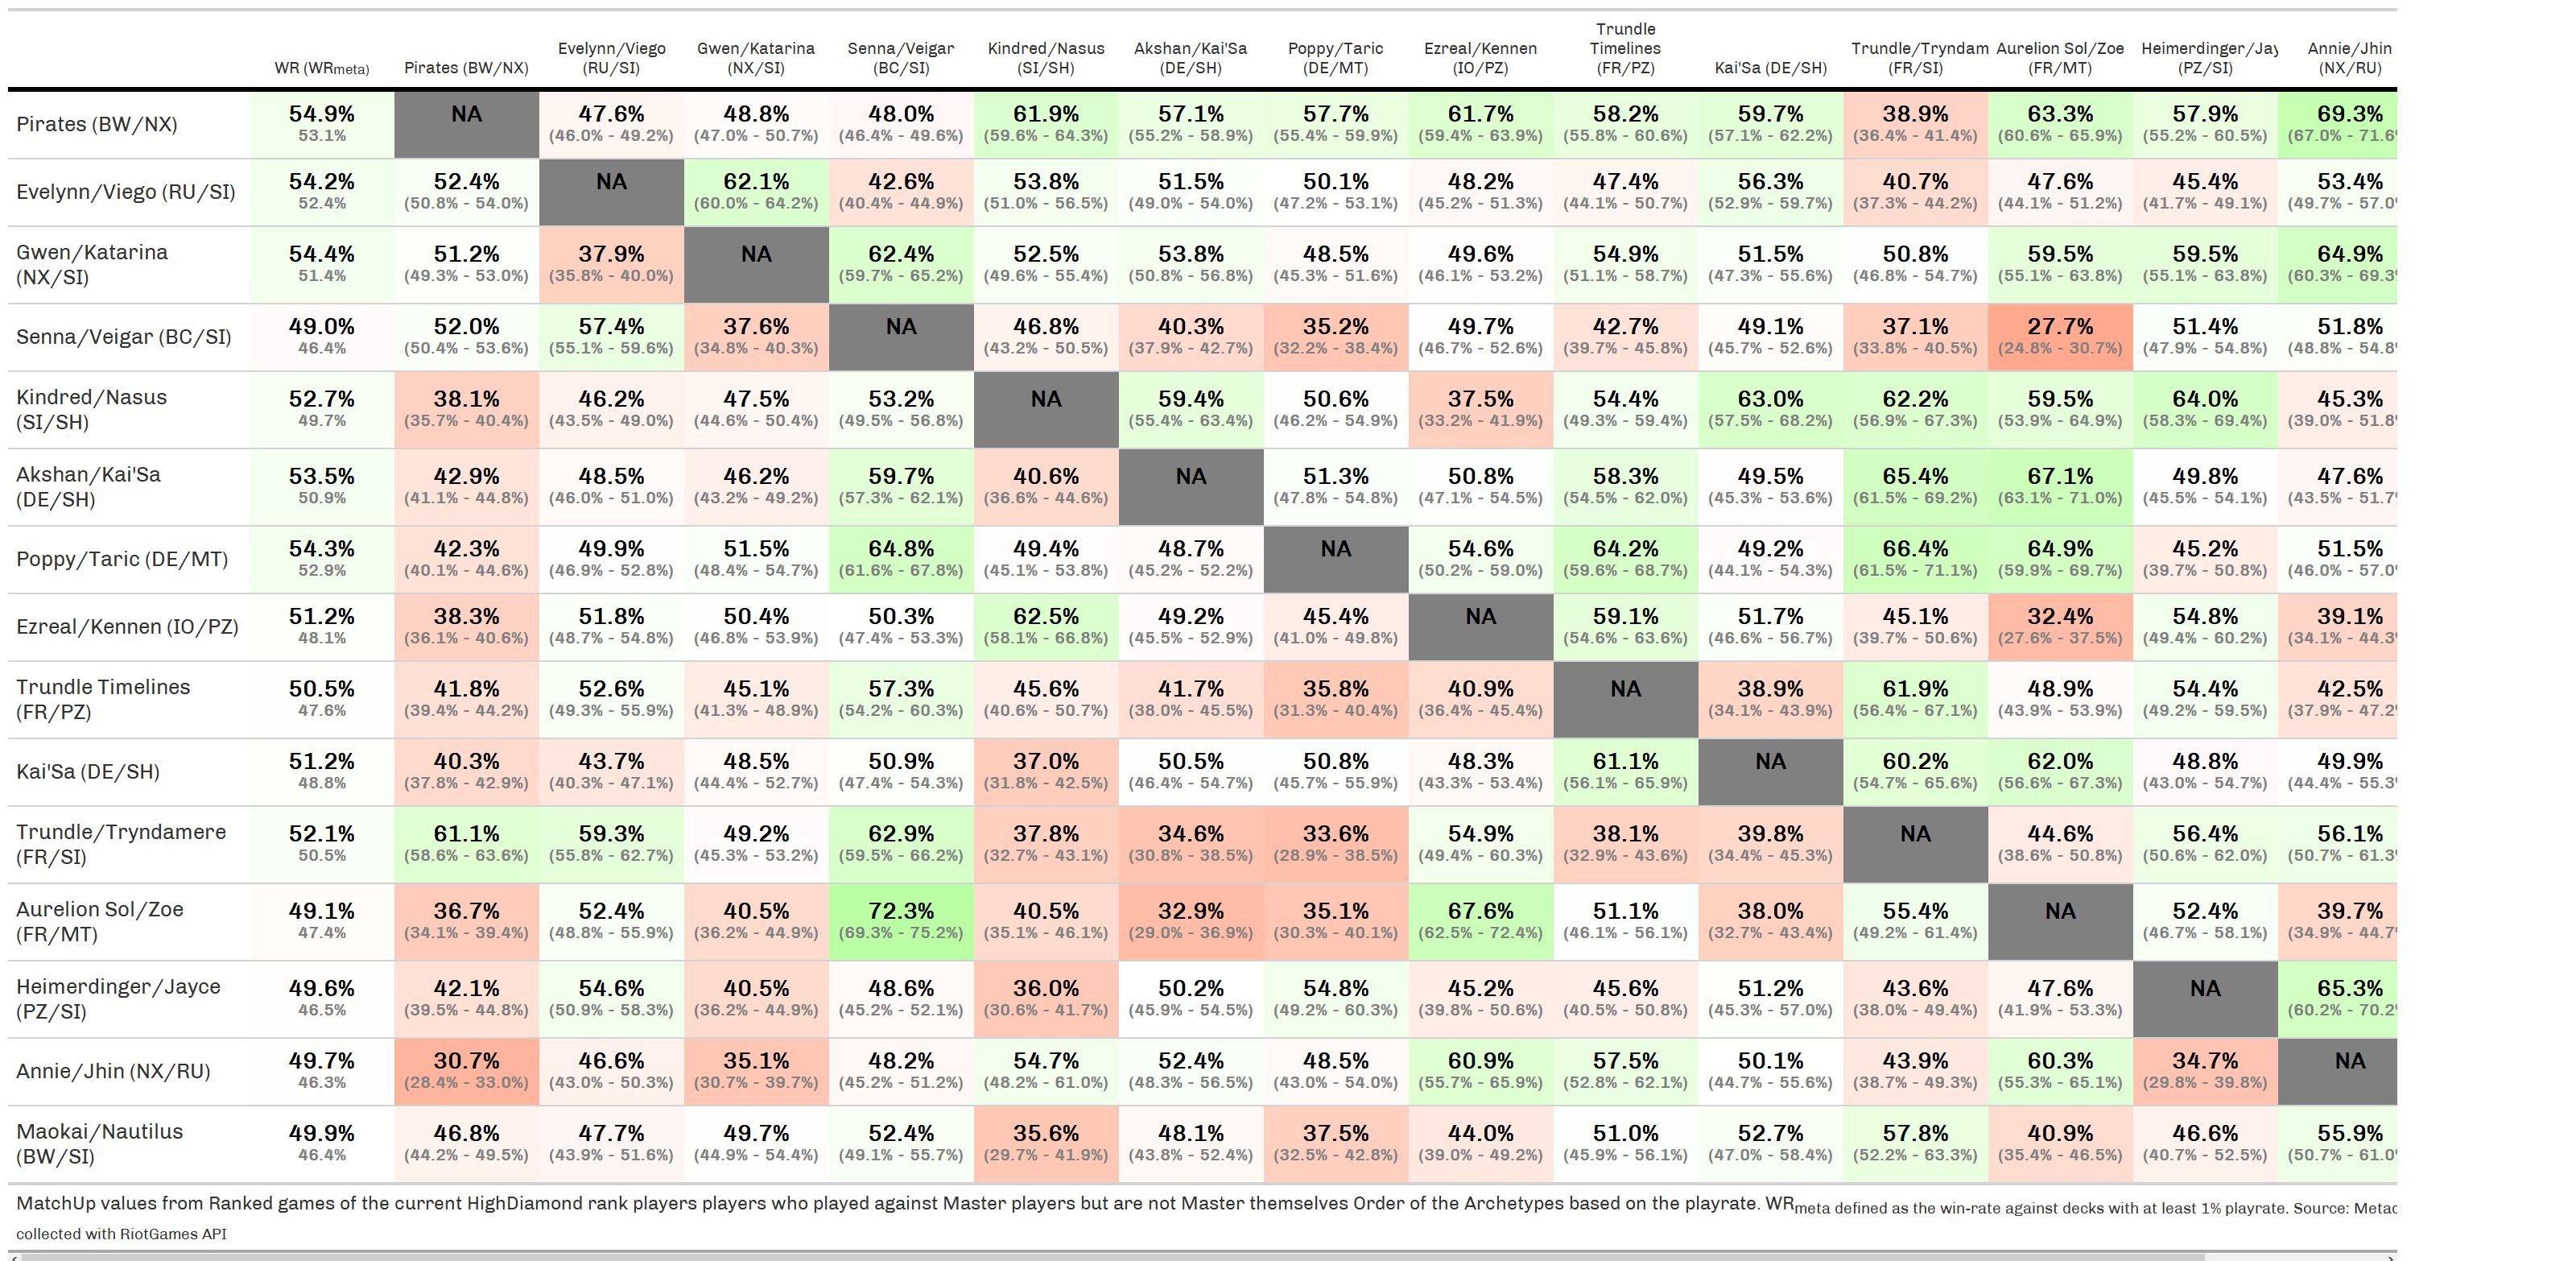 WR (WRmeta) Pirates (BW/NX) Evelynn/Viego (RU/SI) Gwen/Katarina (NX/SI) Senna/Veigar (BC/SI) Kindred/Nasus (SI/SH) Akshan/Kai'Sa (DE/SH) Poppy/Taric (DE/MT) Ezreal/Kennen (IO/PZ) Trundle Timelines (FR/PZ) Kai'Sa (DE/SH) Trundle/Tryndam (FR/SI) Aurelion Sol/Zoe (FR/MT) Heimerdinger/Jay (PZ/SI) Annie/Jhin (NX/RU)
Pirates (BW/NX) 54.9% NA 47.6% 48.8% 48.0% 61.9% 57.1% 57.7% 61.7% 58.2% 59.7% 38.9% 63.3% 57.9% 69.3%
53.1% (46.0% - 49.2%) (47.0% - 50.7%) (46.4% - 49.6%) (59.6% - 64.3%) (55.2% - 58.9%) (55.4% - 59.9%) (59.4% - 63.9%) (55.8% - 60.6%) (57.1% - 62.2%) (36.4% - 41.4%) (60.6% - 65.9%) (55.2% - 60.5%) (67.0% - 71.6%
Evelynn/Viego (RU/SI) 54.2% 52.4% NA 62.1% 42.6% 53.8% 51.5% 50.1% 48.2% 47.4% 56.3% 40.7% 47.6% 45.4% 53.4%
52.4% (50.8% - 54.0%) (60.0% - 64.2%) (40.4% - 44.9%) (51.0% - 56.5%) (49.0% - 54.0%) (47.2% - 53.1%) (45.2% - 51.3%) (44.1% - 50.7%) (52.9% - 59.7%) (37.3% - 44.2%) (44.1% - 51.2%) (41.7% - 49.1%) (49.7% - 57.0%
Gwen/Katarina (NX/SI) 54.4% 51.2% 37.9% NA 62.4% 52.5% 53.8% 48.5% 49.6% 54.9% 51.5% 50.8% 59.5% 59.5% 64.9%
51.4% (49.3% - 53.0%) (35.8% - 40.0%) (59.7% - 65.2%) (49.6% - 55.4%) (50.8% - 56.8%) (45.3% - 51.6%) (46.1% - 53.2%) (51.1% - 58.7%) (47.3% - 55.6%) (46.8% - 54.7%) (55.1% - 63.8%) (55.1% - 63.8%) (60.3% - 69.3%
Senna/Veigar (BC/SI) 49.0% 52.0% 57.4% 37.6% NA 46.8% 40.3% 35.2% 49.7% 42.7% 49.1% 37.1% 27.7% 51.4% 51.8%
46.4% (50.4% - 53.6%) (55.1% - 59.6%) (34.8% - 40.3%) (43.2% - 50.5%) (37.9% - 42.7%) (32.2% - 38.4%) (46.7% - 52.6%) (39.7% - 45.8%) (45.7% - 52.6%) (33.8% - 40.5%) (24.8% - 30.7%) (47.9% - 54.8%) (48.8% - 54.8%
Kindred/Nasus (SI/SH) 52.7% 38.1% 46.2% 47.5% 53.2% NA 59.4% 50.6% 37.5% 54.4% 63.0% 62.2% 59.5% 64.0% 45.3%
49.7% (35.7% - 40.4%) (43.5% - 49.0%) (44.6% - 50.4%) (49.5% - 56.8%) (55.4% - 63.4%) (46.2% - 54.9%) (33.2% - 41.9%) (49.3% - 59.4%) (57.5% - 68.2%) (56.9% - 67.3%) (53.9% - 64.9%) (58.3% - 69.4%) (39.0% - 51.8%
Akshan/Kai'Sa (DE/SH) 53.5% 42.9% 48.5% 46.2% 59.7% 40.6% NA 51.3% 50.8% 58.3% 49.5% 65.4% 67.1% 49.8% 47.6%
50.9% (41.1% - 44.8%) (46.0% - 51.0%) (43.2% - 49.2%) (57.3% - 62.1%) (36.6% - 44.6%) (47.8% - 54.8%) (47.1% - 54.5%) (54.5% - 62.0%) (45.3% - 53.6%) (61.5% - 69.2%) (63.1% - 71.0%) (45.5% - 54.1%) (43.5% - 51.7%
Poppy/Taric (DE/MT) 54.3% 42.3% 49.9% 51.5% 64.8% 49.4% 48.7% NA 54.6% 64.2% 49.2% 66.4% 64.9% 45.2% 51.5%
52.9% (40.1% - 44.6%) (46.9% - 52.8%) (48.4% - 54.7%) (61.6% - 67.8%) (45.1% - 53.8%) (45.2% - 52.2%) (50.2% - 59.0%) (59.6% - 68.7%) (44.1% - 54.3%) (61.5% - 71.1%) (59.9% - 69.7%) (39.7% - 50.8%) (46.0% - 57.0%
Ezreal/Kennen (IO/PZ) 51.2% 38.3% 51.8% 50.4% 50.3% 62.5% 49.2% 45.4% NA 59.1% 51.7% 45.1% 32.4% 54.8% 39.1%
48.1% (36.1% - 40.6%) (48.7% - 54.8%) (46.8% - 53.9%) (47.4% - 53.3%) (58.1% - 66.8%) (45.5% - 52.9%) (41.0% - 49.8%) (54.6% - 63.6%) (46.6% - 56.7%) (39.7% - 50.6%) (27.6% - 37.5%) (49.4% - 60.2%) (34.1% - 44.3%
Trundle Timelines (FR/PZ) 50.5% 41.8% 52.6% 45.1% 57.3% 45.6% 41.7% 35.8% 40.9% NA 38.9% 61.9% 48.9% 54.4% 42.5%
47.6% (39.4% - 44.2%) (49.3% - 55.9%) (41.3% - 48.9%) (54.2% - 60.3%) (40.6% - 50.7%) (38.0% - 45.5%) (31.3% - 40.4%) (36.4% - 45.4%) (34.1% - 43.9%) (56.4% - 67.1%) (43.9% - 53.9%) (49.2% - 59.5%) (37.9% - 47.2%
Kai'Sa (DE/SH) 51.2% 40.3% 43.7% 48.5% 50.9% 37.0% 50.5% 50.8% 48.3% 61.1% NA 60.2% 62.0% 48.8% 49.9%
48.8% (37.8% - 42.9%) (40.3% - 47.1%) (44.4% - 52.7%) (47.4% - 54.3%) (31.8% - 42.5%) (46.4% - 54.7%) (45.7% - 55.9%) (43.3% - 53.4%) (56.1% - 65.9%) (54.7% - 65.6%) (56.6% - 67.3%) (43.0% - 54.7%) (44.4% - 55.3%
Trundle/Tryndamere (FR/SI) 52.1% 61.1% 59.3% 49.2% 62.9% 37.8% 34.6% 33.6% 54.9% 38.1% 39.8% NA 44.6% 56.4% 56.1%
50.5% (58.6% - 63.6%) (55.8% - 62.7%) (45.3% - 53.2%) (59.5% - 66.2%) (32.7% - 43.1%) (30.8% - 38.5%) (28.9% - 38.5%) (49.4% - 60.3%) (32.9% - 43.6%) (34.4% - 45.3%) (38.6% - 50.8%) (50.6% - 62.0%) (50.7% - 61.3%
Aurelion Sol/Zoe (FR/MT) 49.1% 36.7% 52.4% 40.5% 72.3% 40.5% 32.9% 35.1% 67.6% 51.1% 38.0% 55.4% NA 52.4% 39.7%
47.4% (34.1% - 39.4%) (48.8% - 55.9%) (36.2% - 44.9%) (69.3% - 75.2%) (35.1% - 46.1%) (29.0% - 36.9%) (30.3% - 40.1%) (62.5% - 72.4%) (46.1% - 56.1%) (32.7% - 43.4%) (49.2% - 61.4%) (46.7% - 58.1%) (34.9% - 44.7%
Heimerdinger/Jayce (PZ/SI) 49.6% 42.1% 54.6% 40.5% 48.6% 36.0% 50.2% 54.8% 45.2% 45.6% 51.2% 43.6% 47.6% NA 65.3%
46.5% (39.5% - 44.8%) (50.9% - 58.3%) (36.2% - 44.9%) (45.2% - 52.1%) (30.6% - 41.7%) (45.9% - 54.5%) (49.2% - 60.3%) (39.8% - 50.6%) (40.5% - 50.8%) (45.3% - 57.0%) (38.0% - 49.4%) (41.9% - 53.3%) (60.2% - 70.2%
Annie/Jhin (NX/RU) 49.7% 30.7% 46.6% 35.1% 48.2% 54.7% 52.4% 48.5% 60.9% 57.5% 50.1% 43.9% 60.3% 34.7% NA
46.3% (28.4% - 33.0%) (43.0% - 50.3%) (30.7% - 39.7%) (45.2% - 51.2%) (48.2% - 61.0%) (48.3% - 56.5%) (43.0% - 54.0%) (55.7% - 65.9%) (52.8% - 62.1%) (44.7% - 55.6%) (38.7% - 49.3%) (55.3% - 65.1%) (29.8% - 39.8%)
Maokai/Nautilus (BW/SI) 49.9% 46.8% 47.7% 49.7% 52.4% 35.6% 48.1% 37.5% 44.0% 51.0% 52.7% 57.8% 40.9% 46.6% 55.9%
46.4% (44.2% - 49.5%) (43.9% - 51.6%) (44.9% - 54.4%) (49.1% - 55.7%) (29.7% - 41.9%) (43.8% - 52.4%) (32.5% - 42.8%) (39.0% - 49.2%) (45.9% - 56.1%) (47.0% - 58.4%) (52.2% - 63.3%) (35.4% - 46.5%) (40.7% - 52.5%) (50.7% - 61.0%
MatchUp values from Ranked games of the current HighDiamond rank players players who played against Master players but are not Master themselves Order of the Archetypes based on the playrate. WRmeta defined as the win-rate against decks with at least 1% playrate. Source:
collected with RiotGames API